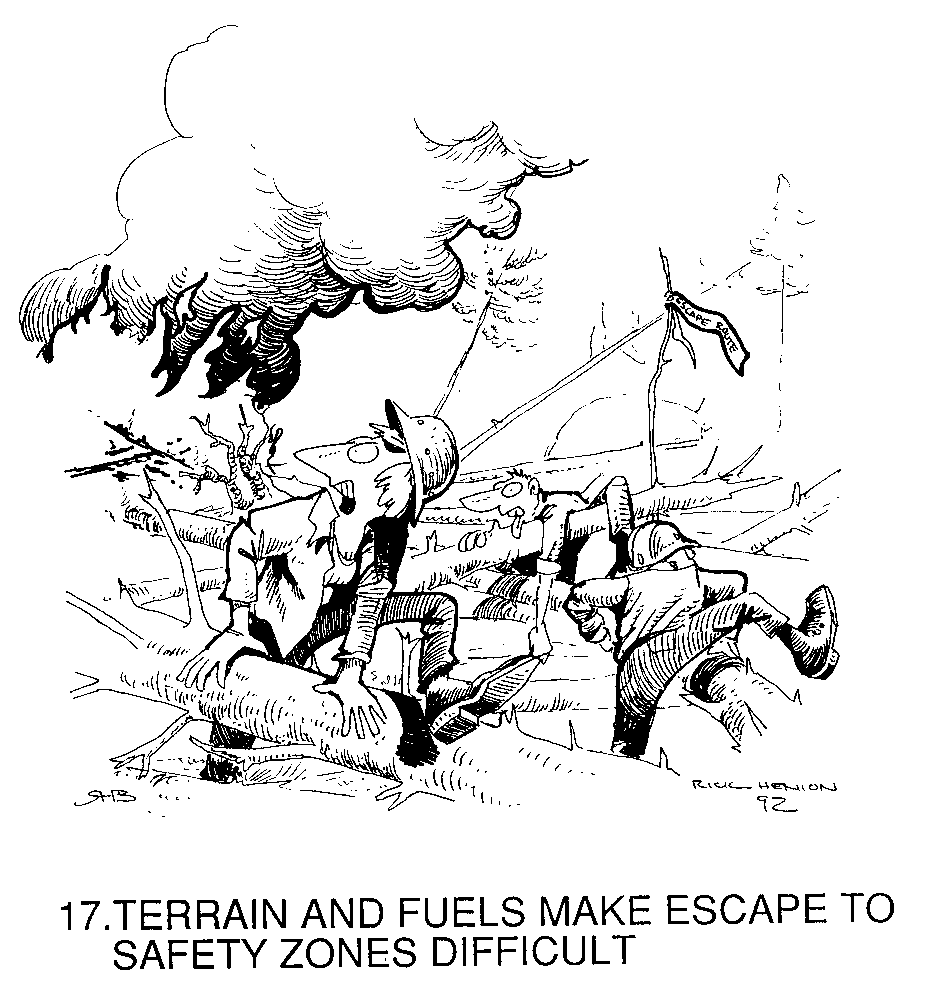 ESCAPE ROUTE
RICK HENION
92
17.TERRAIN AND FUELS MAKE ESCAPE TO
SAFETY ZONES DIFFICULT